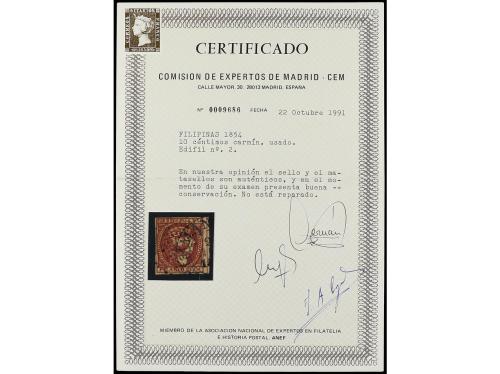 CERTIFICADO
COMISION DE EXPERTOS DE MADRID - CEM
CALLE MAYOR, 30. 28013 MADRID. ESPAÑA
Nº 0009686 FECHA 22 Octubre 1991
FILIPINAS 1854
10 céntimos carmín, usado.
Edifil nº. 2.
En nuestra opinión el sello y el ma-
tasellos son auténticos, y en el mo-
mento de su examen presenta buena --
conservación. No está reparado.
MIEMBRO DE LA ASOCIACION NACIONAL DE EXPERTOS EN FILATELIA
E HISTORIA POSTAL. ANEF